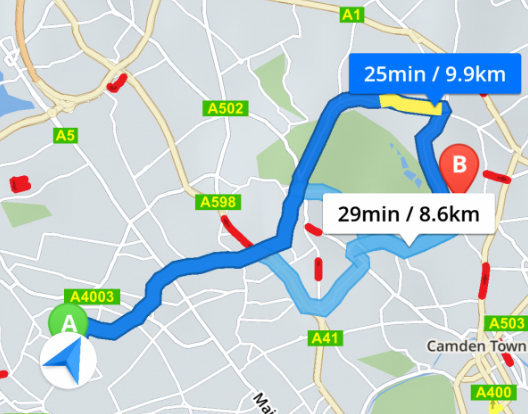 A1
25min / 9.9km
A502
A5
B
A598
29min / 8.6km
A4003
A
A503
A41
Camden Town
A400
Mai